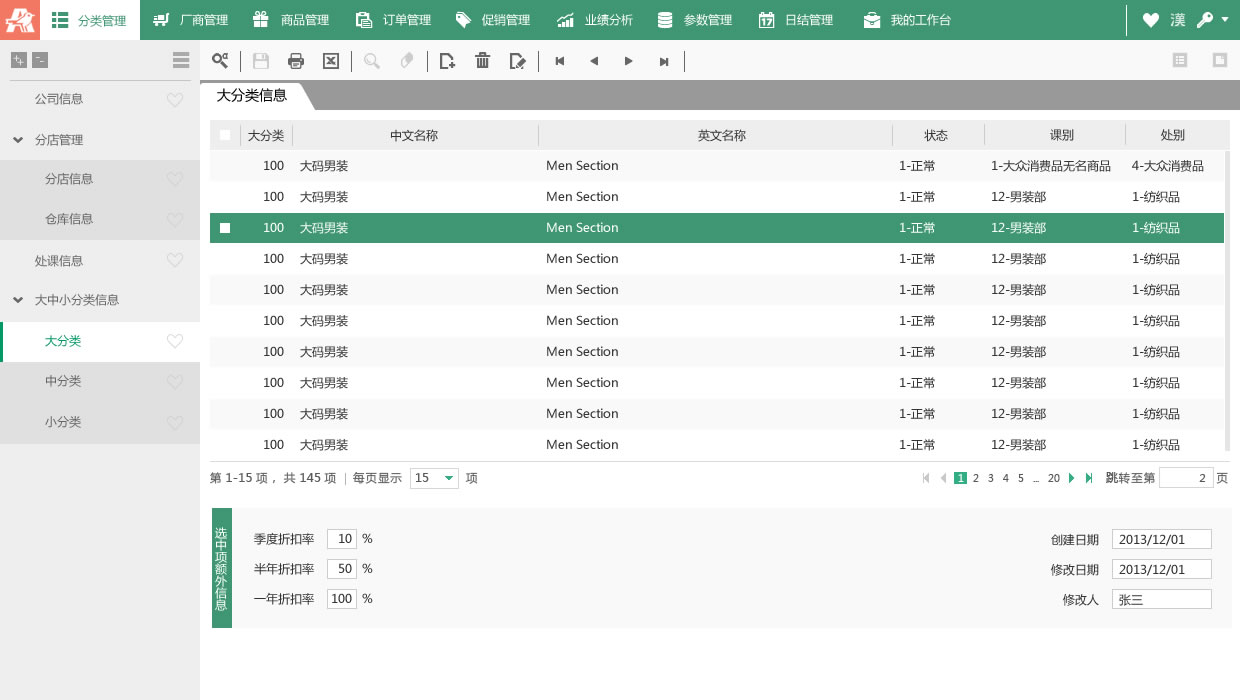 分类管理 厂商管理 商品管理 订单管理 促销管理 业绩分析 参数管理 日结管理 我的工作台 漢
公司信息
分店管理
分店信息
仓库信息
处课信息
大中小分类信息
大分类
中分类
小分类
大分类信息
大分类 中文名称 英文名称 状态 课别 处别
100 大码男装 Men Section 1-正常 1-大众消费品无名商品 4-大众消费品
100 大码男装 Men Section 1-正常 12-男装部 1-纺织品
100 大码男装 Men Section 1-正常 12-男装部 1-纺织品
100 大码男装 Men Section 1-正常 12-男装部 1-纺织品
100 大码男装 Men Section 1-正常 12-男装部 1-纺织品
100 大码男装 Men Section 1-正常 12-男装部 1-纺织品
100 大码男装 Men Section 1-正常 12-男装部 1-纺织品
100 大码男装 Men Section 1-正常 12-男装部 1-纺织品
100 大码男装 Men Section 1-正常 12-男装部 1-纺织品
100 大码男装 Men Section 1-正常 12-男装部 1-纺织品
第 1-15 项，共 145 项 | 每页显示 15 项 1 2 3 4 5 ... 20 跳转至第 2 页
选中项额外信息
季度折扣率 10 % 创建日期 2013/12/01
半年折扣率 50 % 修改日期 2013/12/01
一年折扣率 100 % 修改人 张三